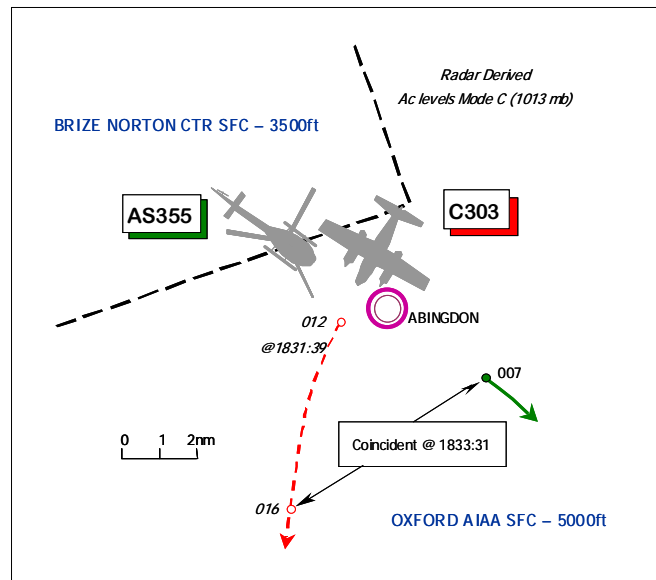 Radar Derived
Ac levels Mode C (1013 mb)
BRIZE NORTON CTR SFC – 3500ft
AS355
C303
012
@1831:39
ABINGDON
007
0 1 2nm
Coincident @ 1833:31
016
OXFORD AIAA SFC – 5000ft